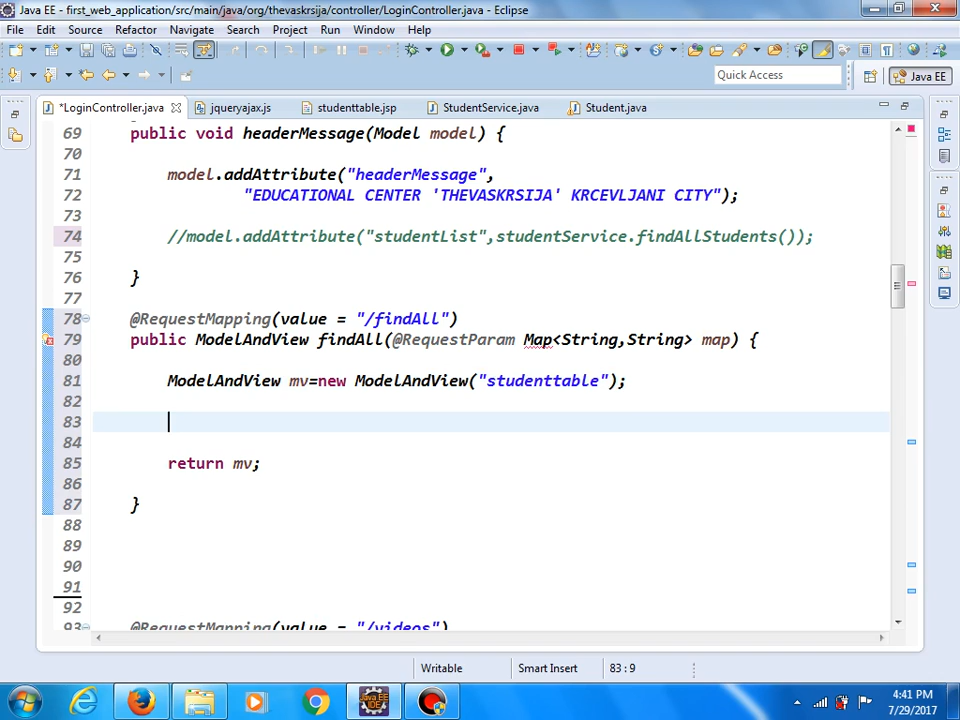 Java EE - first_web_application/src/main/java/org/thevaskrsija/controller/LoginController.java - Eclipse
File Edit Source Refactor Navigate Search Project Run Window Help
Quick Access
Java EE
*LoginController.java jqueryajax.js studenttable.jsp StudentService.java Student.java
69 public void headerMessage(Model model) {
70
71 model.addAttribute("headerMessage",
72 "EDUCATIONAL CENTER 'THEVASKRSIJA' KRCEVLJANI CITY");
73
74 //model.addAttribute("studentList",studentService.findAllStudents());
75
76 }
77
78 @RequestMapping(value = "/findAll")
79 public ModelAndView findAll(@RequestParam Map<String,String> map) {
80
81 ModelAndView mv=new ModelAndView("studenttable");
82
83
84
85 return mv;
86
87 }
88
89
90
91
92
93 @RequestMapping(value = "/videos")
Writable Smart Insert 83 : 9
4:41 PM
7/29/2017